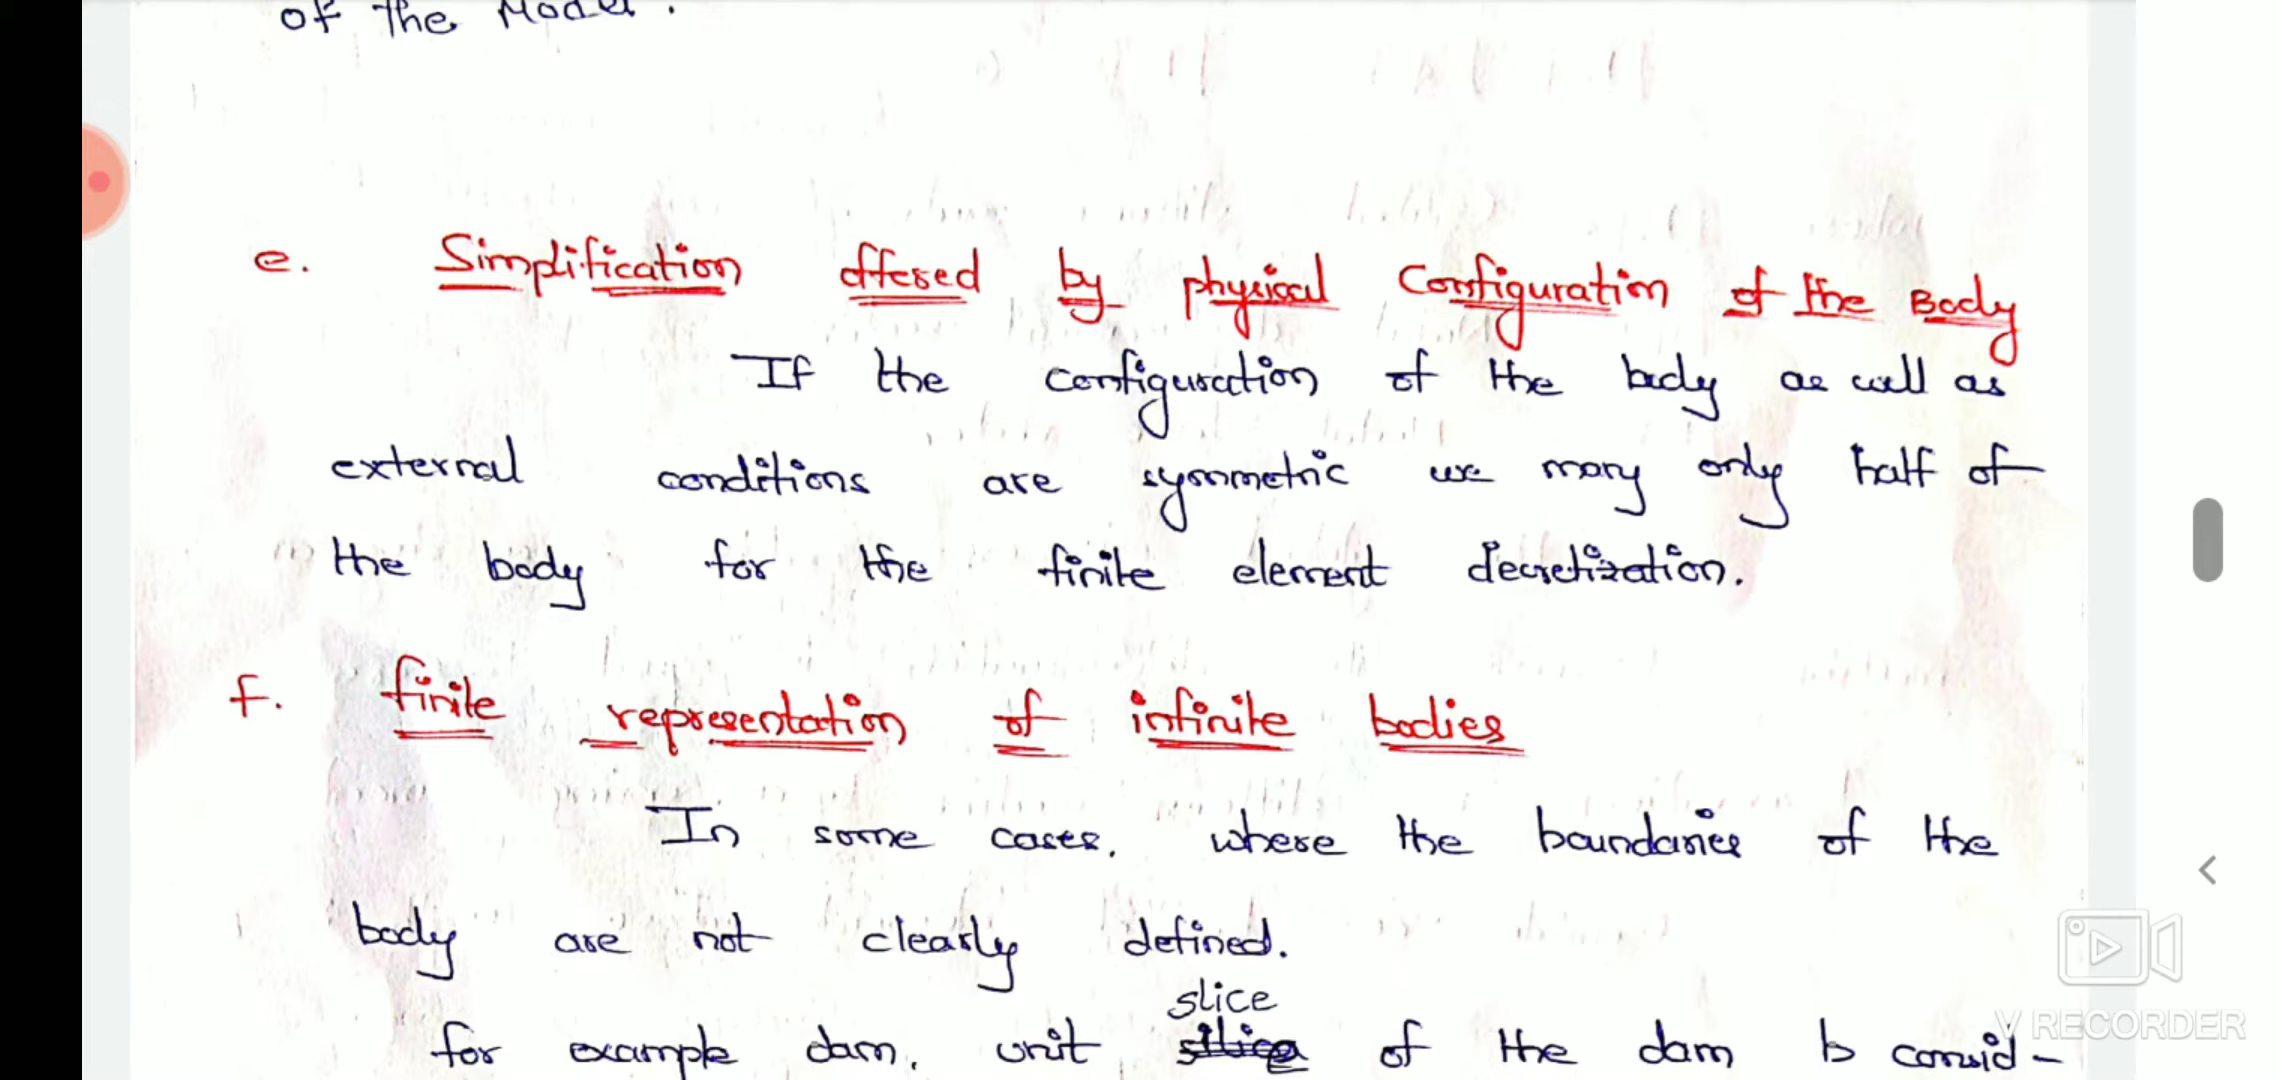 of the Model.
e. Simplification offered by physical Configuration of the Body
If the configuration of the body as well as
external conditions are symmetric we many only half of
the body for the finite element decretization.
f. finite representation of infinite bodies
In some cases, where the boundaries of the
body are not clearly defined.
slice
for example dam, unit slice of the dam is consid-
V RECORDER